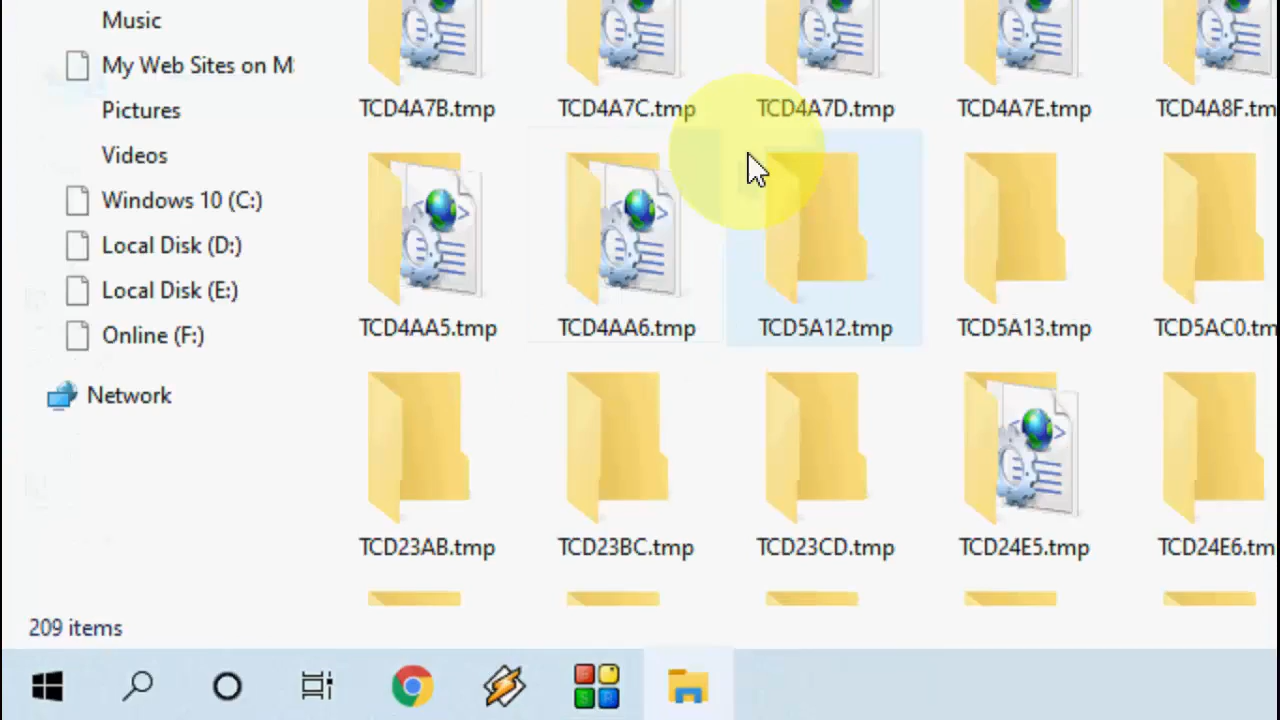 Music
My Web Sites on M
Pictures
Videos
Windows 10 (C:)
Local Disk (D:)
Local Disk (E:)
Online (F:)
Network
TCD4A7B.tmp TCD4A7C.tmp TCD4A7D.tmp TCD4A7E.tmp TCD4A8F.tm
TCD4AA5.tmp TCD4AA6.tmp TCD5A12.tmp TCD5A13.tmp TCD5AC0.tm
TCD23AB.tmp TCD23BC.tmp TCD23CD.tmp TCD24E5.tmp TCD24E6.tm
209 items